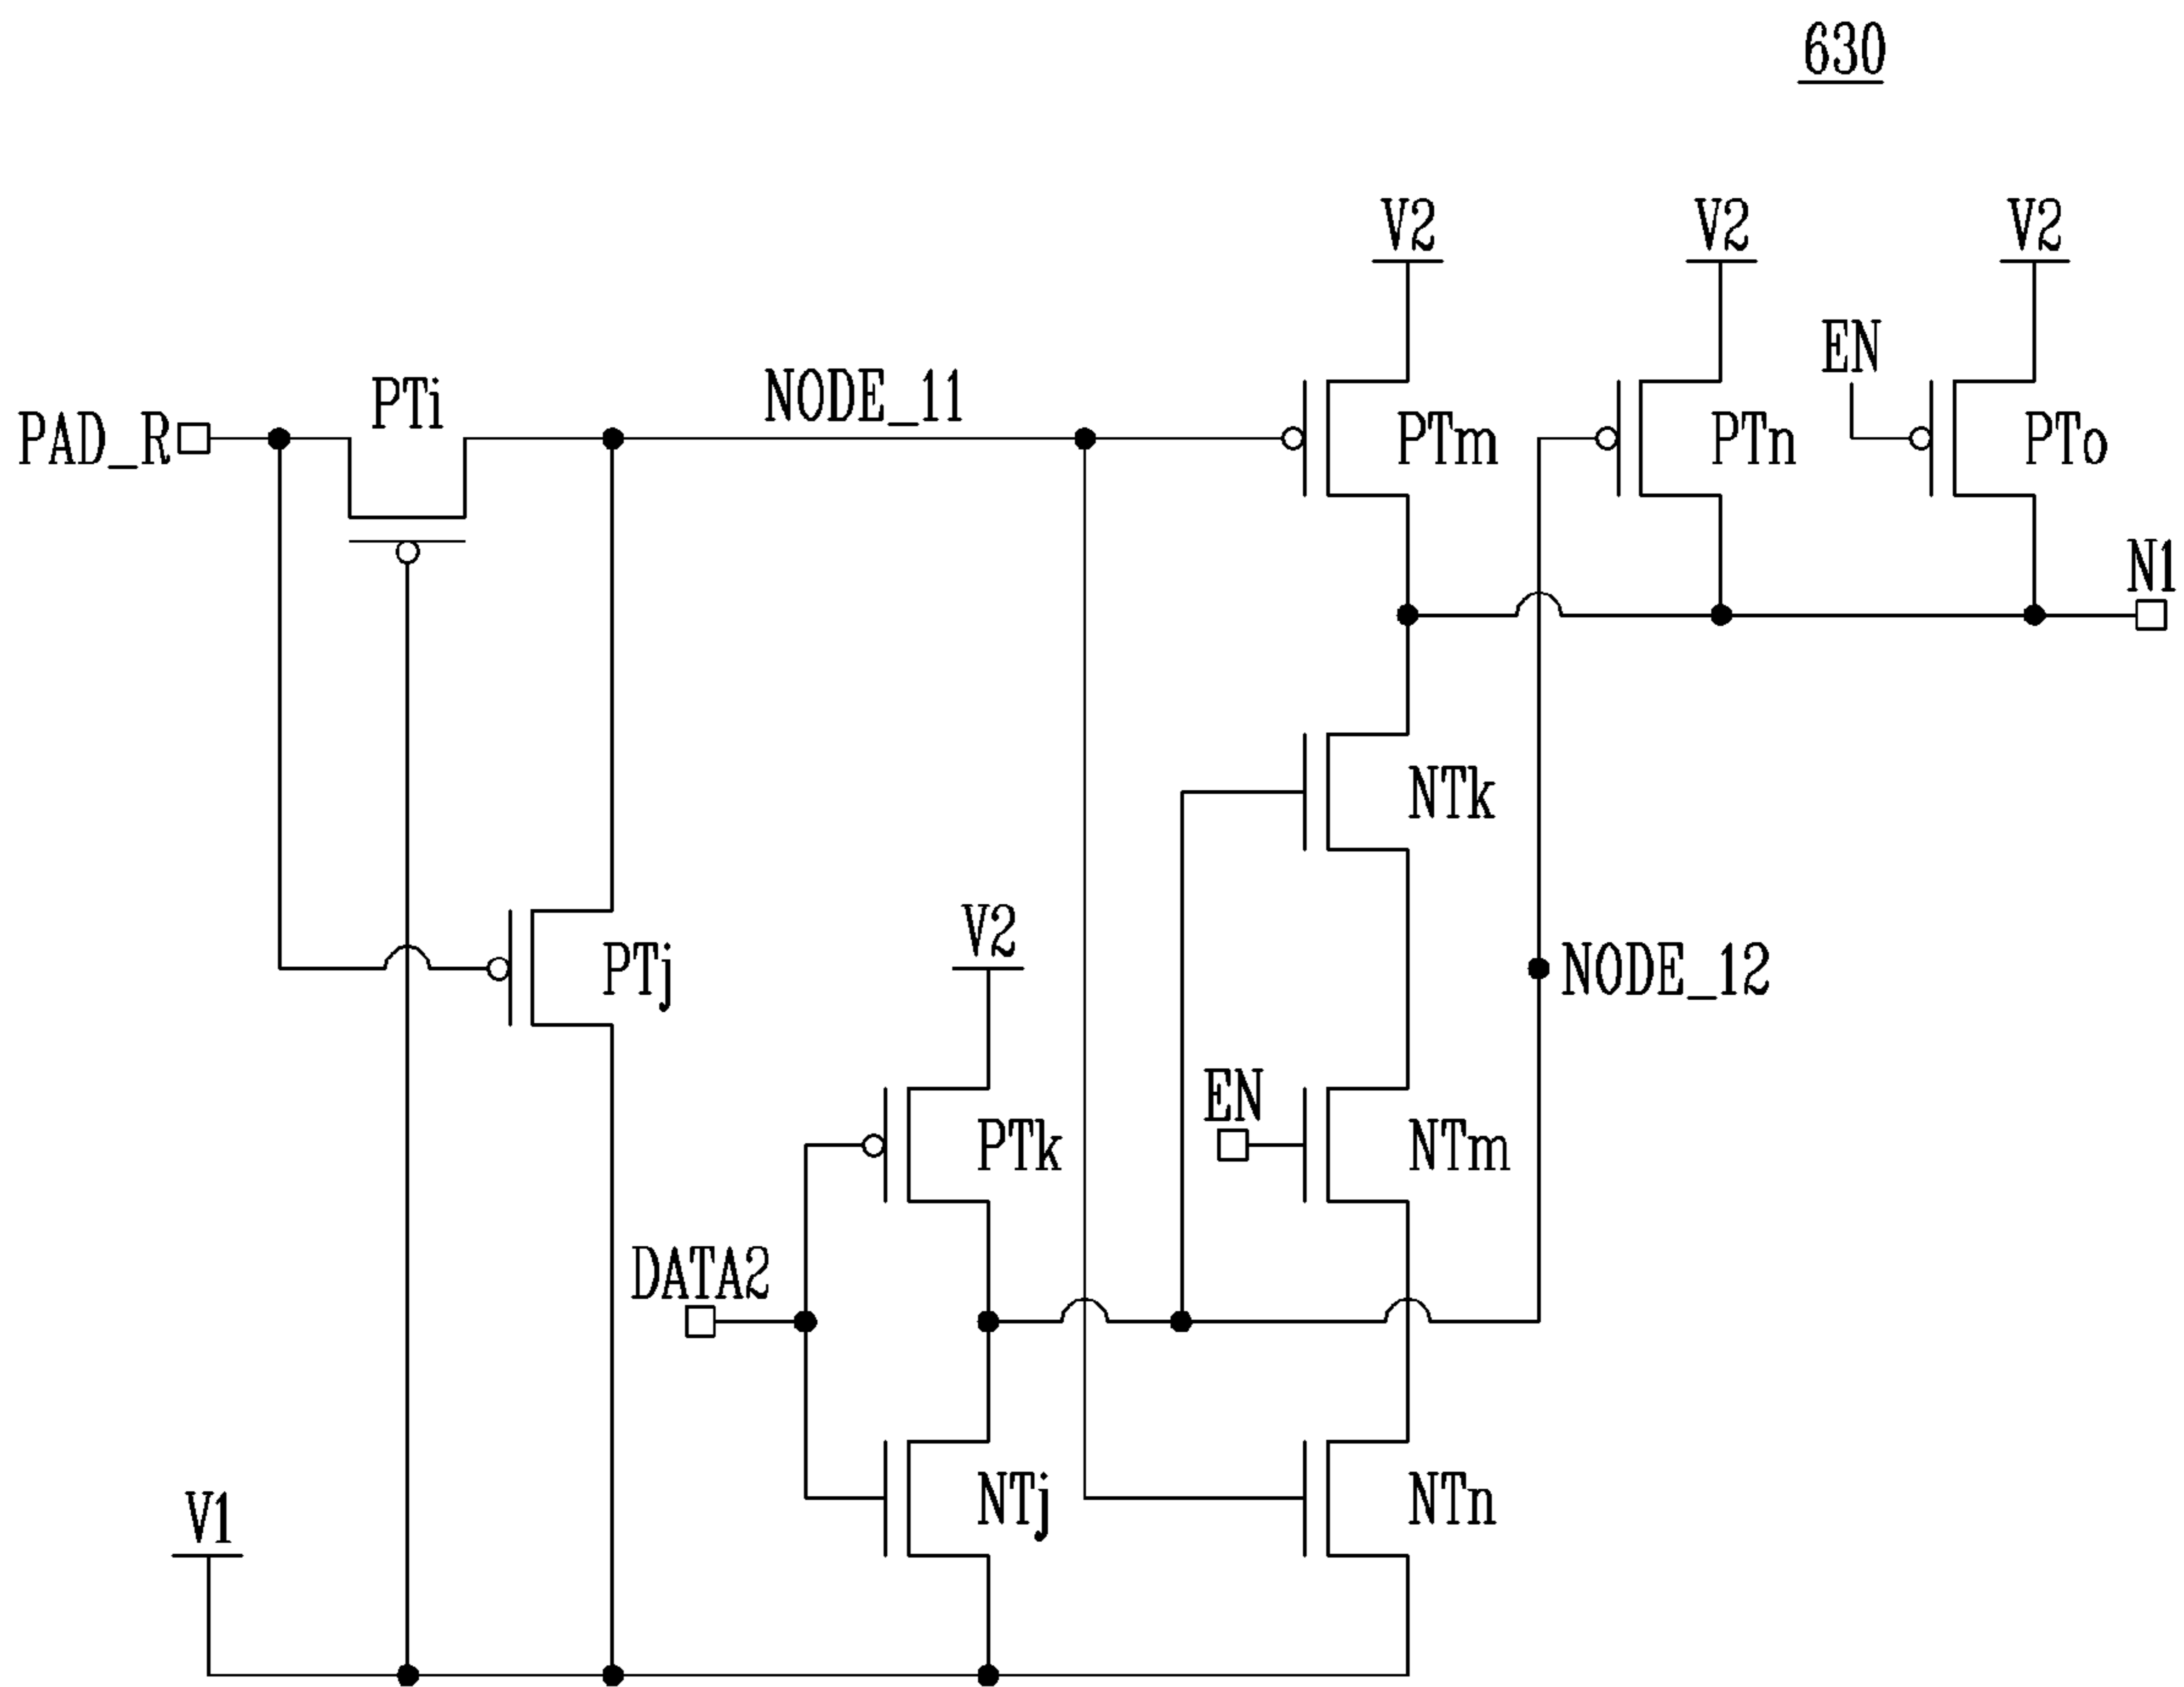 630
V2 V2 V2
EN
PTi NODE_11
PAD_R PTm PTn PTo
N1
NTk
V2
PTj NODE_12
EN
PTk NTm
DATA2
NTj NTn
V1